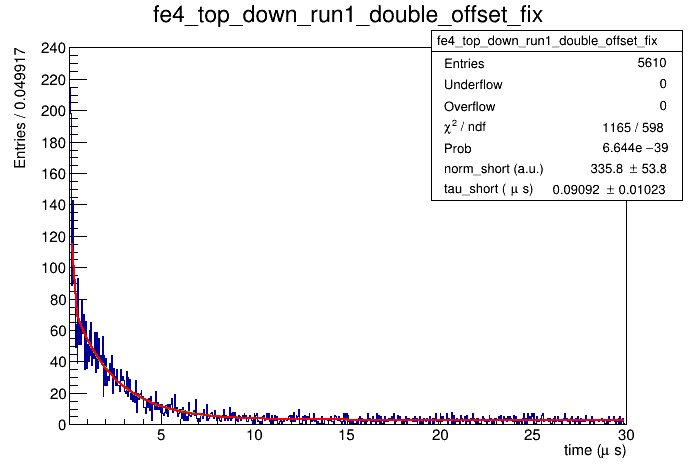 fe4_top_down_run1_double_offset_fix
fe4_top_down_run1_double_offset_fix
Entries 5610
Underflow 0
Overflow 0
χ2 / ndf 1165 / 598
Prob 6.644e −39
norm_short (a.u.) 335.8 ± 53.8
tau_short ( μ s) 0.09092 ± 0.01023
Entries / 0.049917
240
220
200
180
160
140
120
100
80
60
40
20
0
5 10 15 20 25 30
time (μ s)